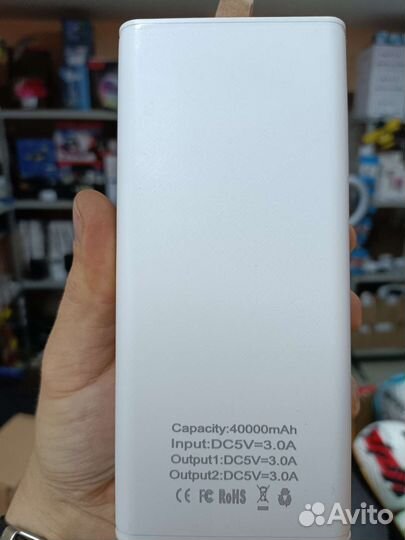 Capacity:40000mAh
Input:DC5V=3.0A
Output1:DC5V=3.0A
Output2:DC5V=3.0A
CE FC RoHS
Avito